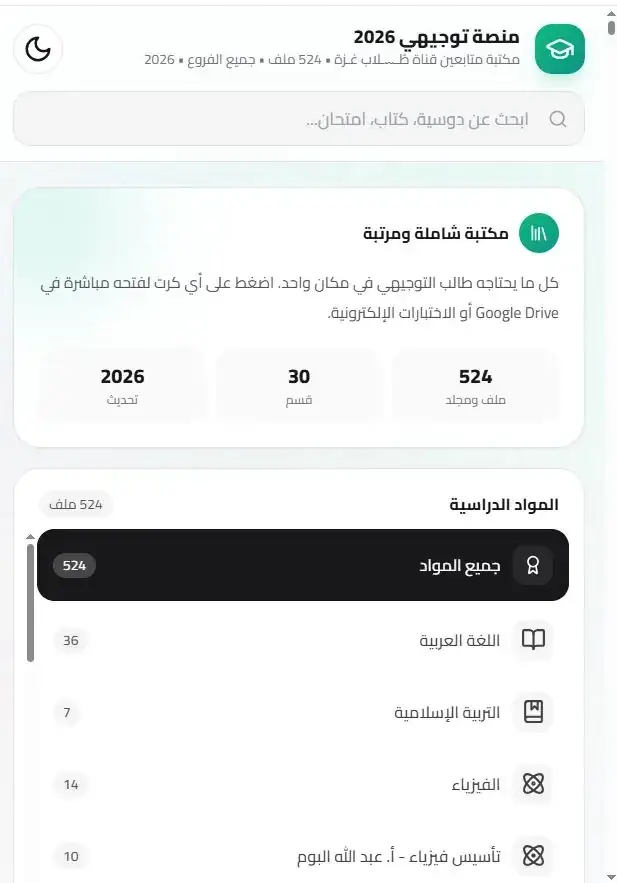 منصة توجيهي 2026
مكتبة متابعين قناة طـــلاب غـزة • 524 ملف • جميع الفروع • 2026
ابحث عن دوسية، كتاب، امتحان...
مكتبة شاملة ومرتبة
كل ما يحتاجه طالب التوجيهي في مكان واحد. اضغط على أي كرت لفتحه مباشرة في
Google Drive أو الاختبارات الإلكترونية.
524
ملف ومجلد
30
قسم
2026
تحديث
المواد الدراسية
524 ملف
جميع المواد
524
اللغة العربية
36
التربية الإسلامية
7
الفيزياء
14
تأسيس فيزياء - أ. عبد الله البوم
10